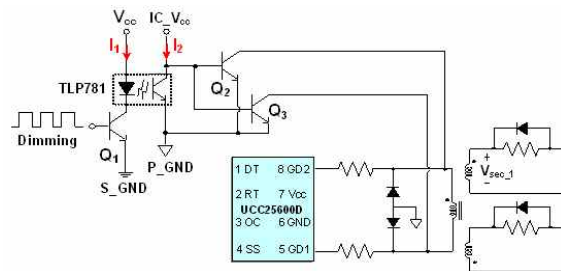 Vcc IC_Vcc
I1 I2
TLP781
Q2
Q3
Dimming
Q1
P_GND
S_GND
1 DT 8 GD2
2 RT 7 Vcc
UCC25600D
3 OC 6 GND
4 SS 5 GD1
+
Vsec_1
-